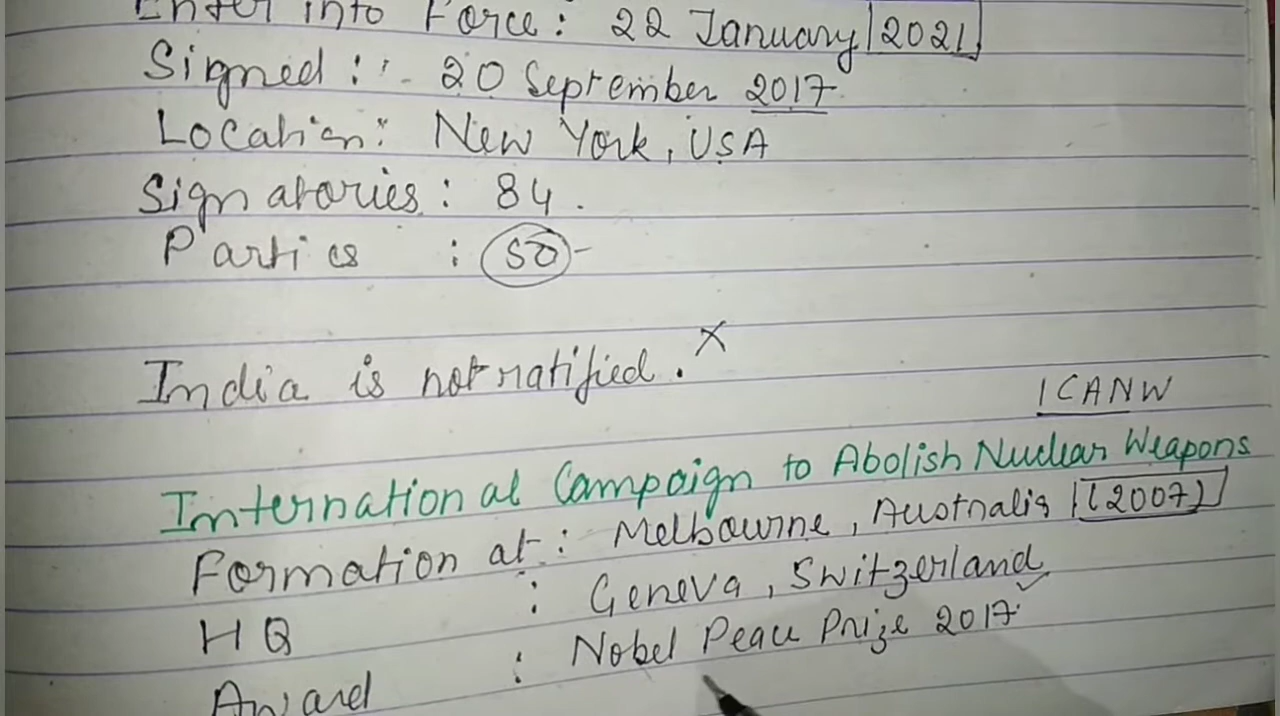 Enter into Force : 22 January 2021
Signed : - 20 September 2017
Location : New York, USA
Signatories : 84.
Parties : 50 -
India is not ratified. x
ICANW
International Campaign to Abolish Nuclear Weapons
Formation at : Melbourne, Australia (2007)
HQ : Geneva, Switzerland
Award : Nobel Peace Prize 2017